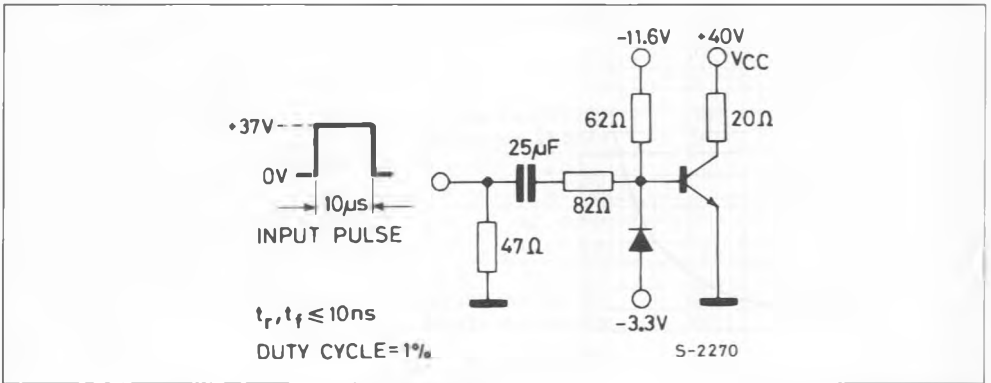 -11.6V
+40V
VCC
62Ω
20Ω
+37V
0V
10µs
INPUT PULSE
25µF
82Ω
47Ω
tr, tf ≤ 10ns
DUTY CYCLE = 1%
-3.3V
S-2270